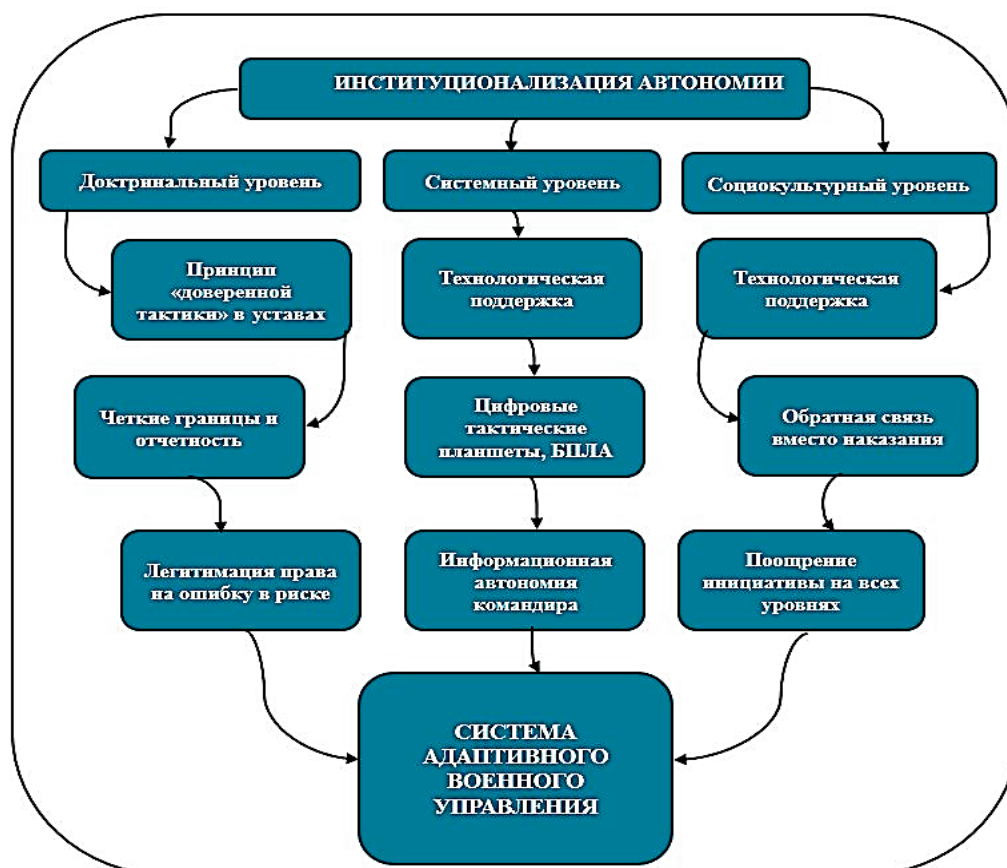 ИНСТИТУЦИОНАЛИЗАЦИЯ АВТОНОМИИ
Доктринальный уровень
Системный уровень
Социокультурный уровень
Принцип
«доверенной
тактики» в уставах
Технологическая
поддержка
Технологическая
поддержка
Четкие границы и
отчетность
Цифровые
тактические
планшеты, БПЛА
Обратная связь
вместо наказания
Легитимация права
на ошибку в риске
Информационная
автономия
командира
Поощрение
инициативы на всех
уровнях
СИСТЕМА
АДАПТИВНОГО
ВОЕННОГО
УПРАВЛЕНИЯ